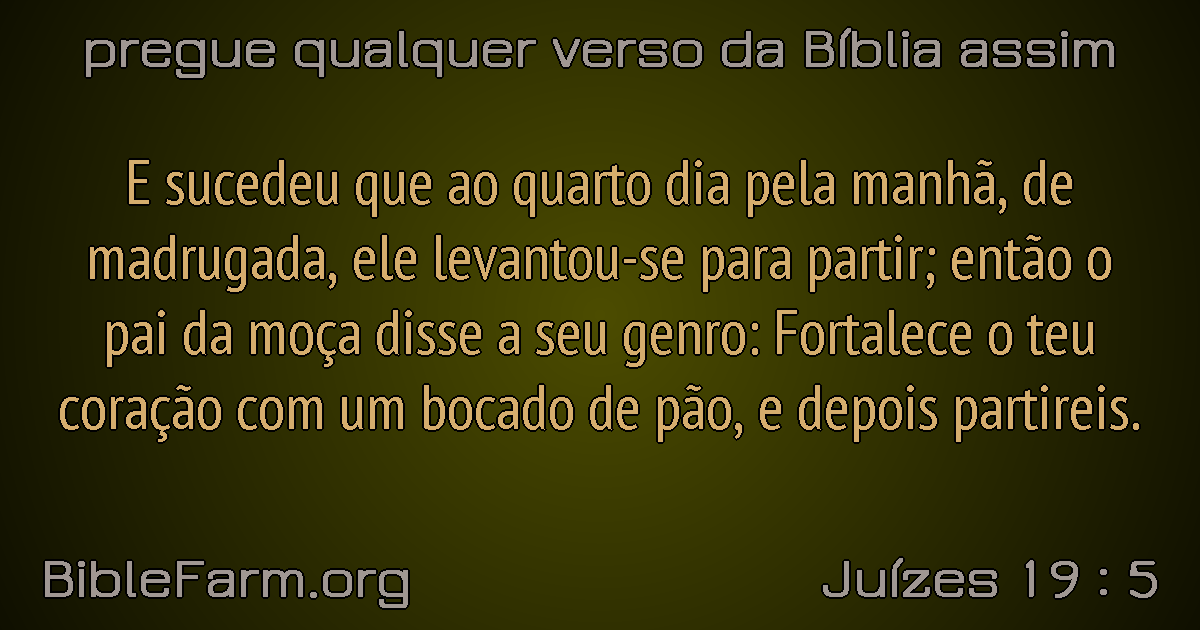 pregue qualquer verso da Bíblia assim
E sucedeu que ao quarto dia pela manhã, de
madrugada, ele levantou-se para partir; então o
pai da moça disse a seu genro: Fortalece o teu
coração com um bocado de pão, e depois partireis.
BibleFarm.org
Juízes 19 : 5